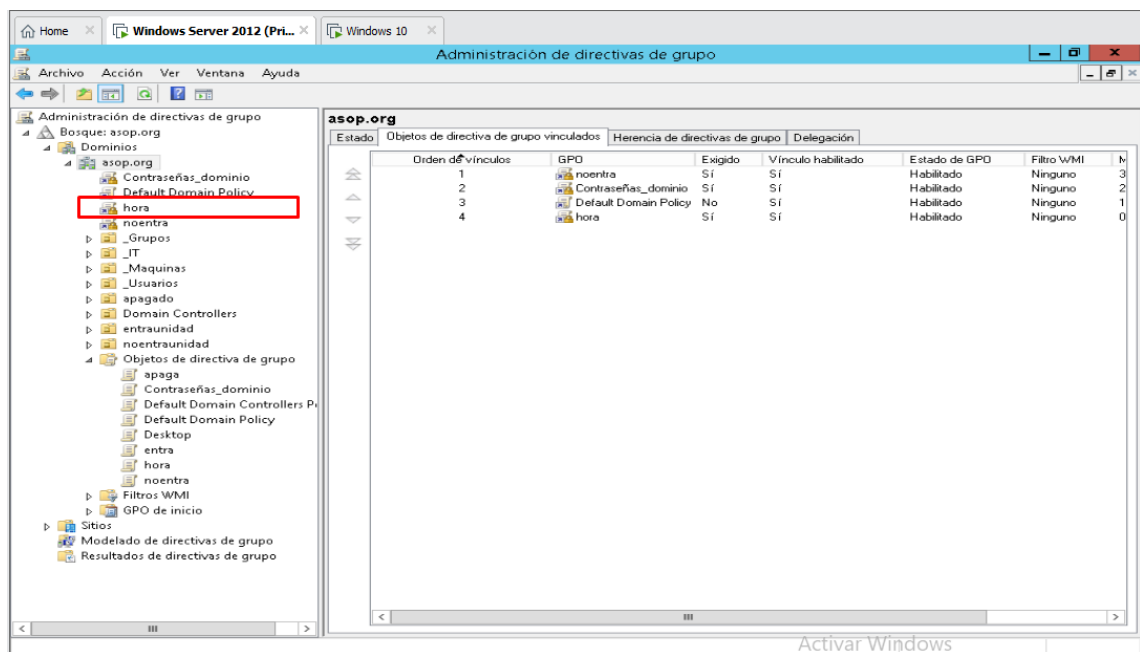 Home
Windows Server 2012 (Pri...
Windows 10
Administración de directivas de grupo
Archivo Acción Ver Ventana Ayuda
Administración de directivas de grupo
Bosque: asop.org
Dominios
asop.org
Contraseñas_dominio
Default Domain Policy
hora
noentra
_Grupos
_IT
_Maquinas
_Usuarios
apagado
Domain Controllers
entraunidad
noentraunidad
Objetos de directiva de grupo
apaga
Contraseñas_dominio
Default Domain Controllers P
Default Domain Policy
Desktop
entra
hora
noentra
Filtros WMI
GPO de inicio
Sitios
Modelado de directivas de grupo
Resultados de directivas de grupo
asop.org
Estado Objetos de directiva de grupo vinculados Herencia de directivas de grupo Delegación
Orden de vínculos GPO Exigido Vínculo habilitado Estado de GPO Filtro WMI
1 noentra Sí Sí Habilitado Ninguno 3
2 Contraseñas_dominio Sí Sí Habilitado Ninguno 2
3 Default Domain Policy No Sí Habilitado Ninguno 1
4 hora Sí Sí Habilitado Ninguno 0
Activar Windows